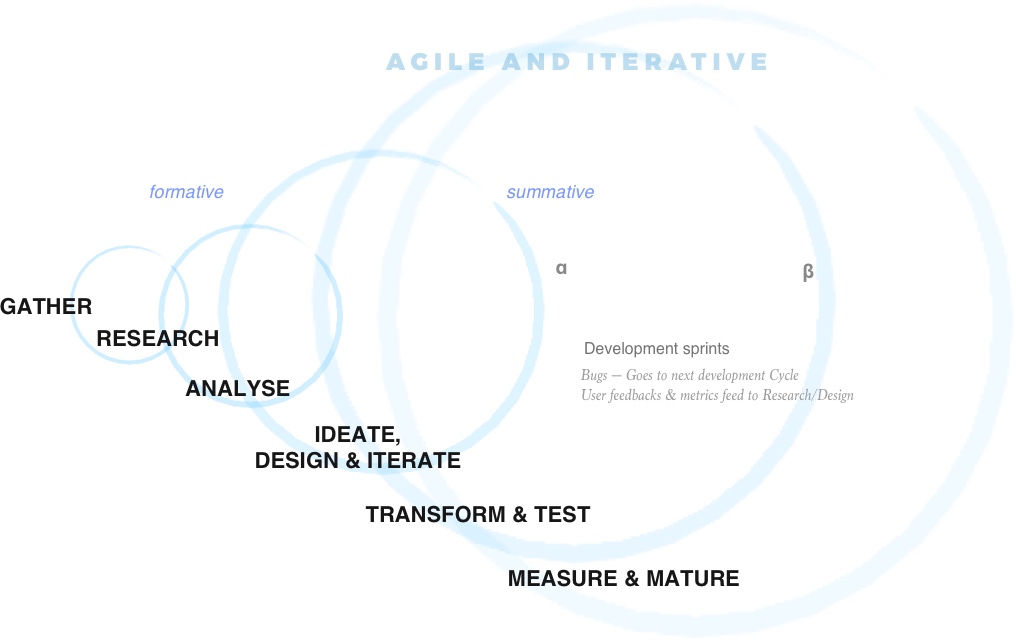 AGILE AND ITERATIVE
formative
summative
α
β
GATHER
RESEARCH
Development sprints
Bugs — Goes to next development Cycle
User feedbacks & metrics feed to Research/Design
ANALYSE
IDEATE,
DESIGN & ITERATE
TRANSFORM & TEST
MEASURE & MATURE